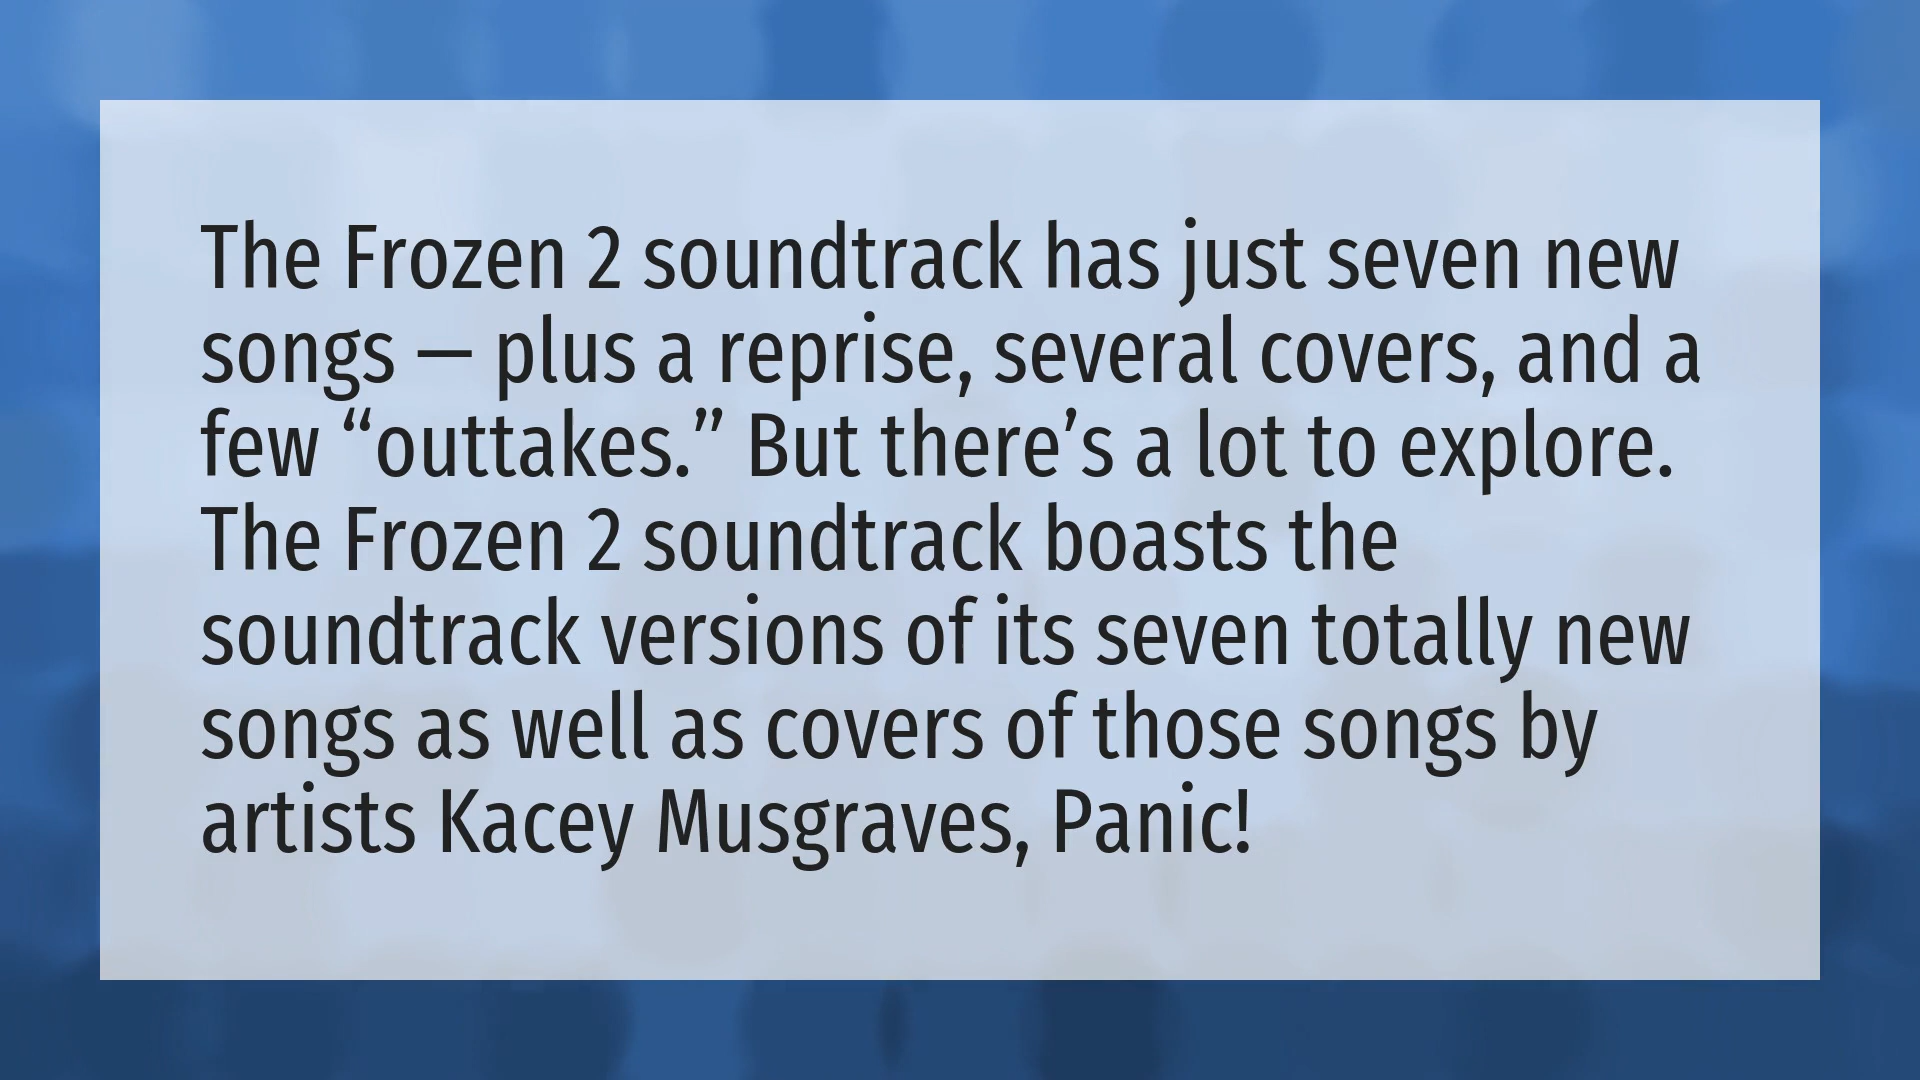 The Frozen 2 soundtrack has just seven new
songs — plus a reprise, several covers, and a
few “outtakes.” But there’s a lot to explore.
The Frozen 2 soundtrack boasts the
soundtrack versions of its seven totally new
songs as well as covers of those songs by
artists Kacey Musgraves, Panic!